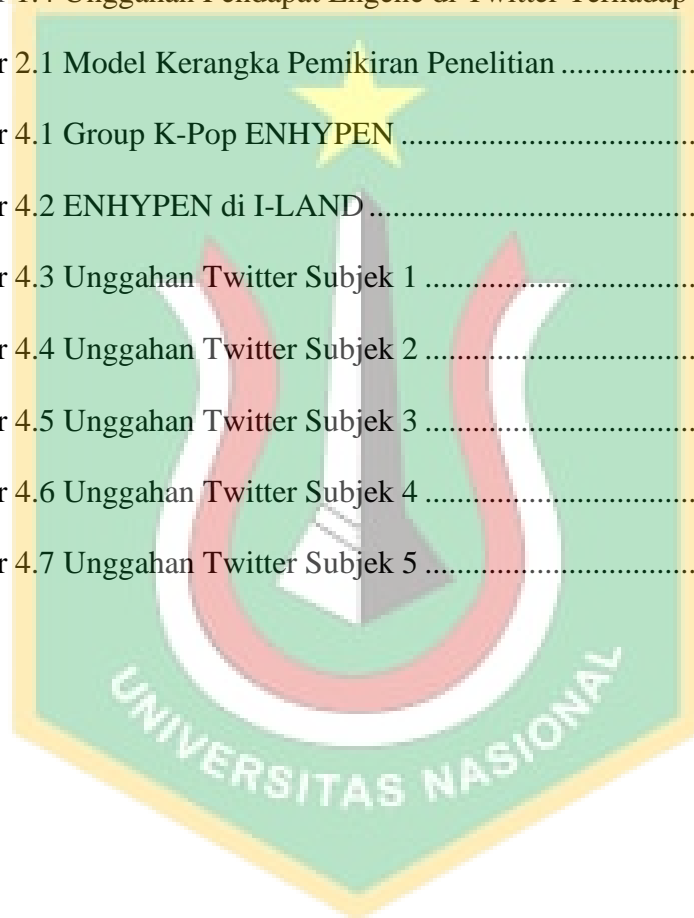 r 1.4 Unggahan Pendapat Engene di Twitter Terhadap
r 2.1 Model Kerangka Pemikiran Penelitian ....................
r 4.1 Group K-Pop ENHYPEN ........................................
r 4.2 ENHYPEN di I-LAND ............................................
r 4.3 Unggahan Twitter Subjek 1 .....................................
r 4.4 Unggahan Twitter Subjek 2 .....................................
r 4.5 Unggahan Twitter Subjek 3 .....................................
r 4.6 Unggahan Twitter Subjek 4 .....................................
r 4.7 Unggahan Twitter Subjek 5 .....................................
UNIVERSITAS NASIONAL